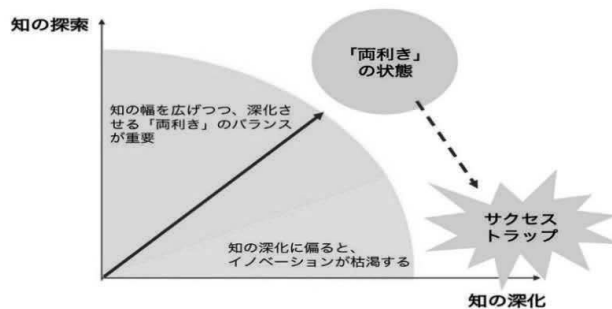 知の探索
「両利き」
の状態
知の幅を広げつつ、深化さ
せる「両利き」のバランス
が重要
サクセス
トラップ
知の深化に偏ると、
イノベーションが枯渇する
知の深化